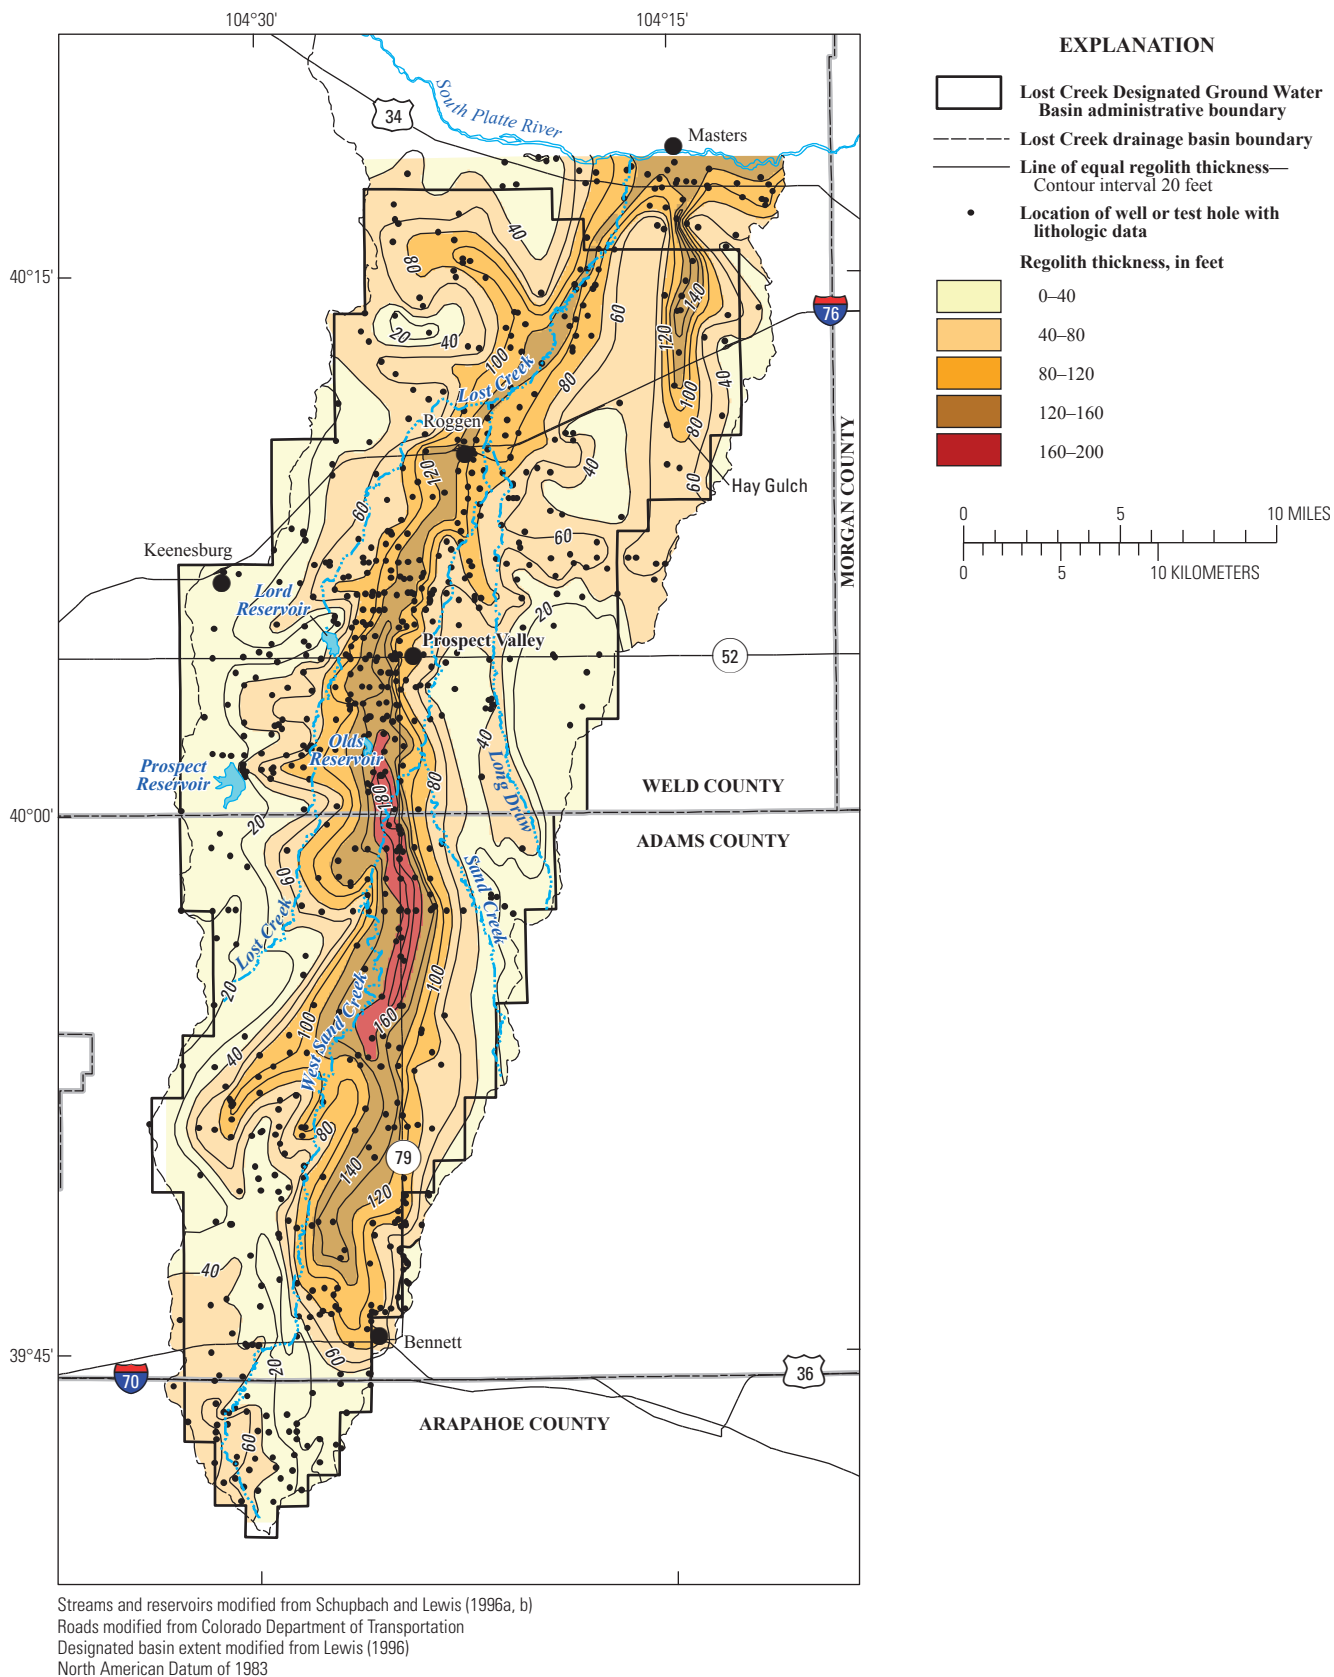 104°30'
104°15'
EXPLANATION
Lost Creek Designated Ground Water
Basin administrative boundary
Lost Creek drainage basin boundary
Line of equal regolith thickness—
Contour interval 20 feet
Location of well or test hole with
lithologic data
Regolith thickness, in feet
0–40
40–80
80–120
120–160
160–200
0 5 10 MILES
0 5 10 KILOMETERS
South Platte River
34
Masters
40
80
40°15'
140
60
76
20
40
120
100
Lost Creek
80
40
100
Roggen
80
MORGAN COUNTY
120
40
60
Hay Gulch
60
60
Keenesburg
Lord
Reservoir
20
Prospect Valley
52
Olds
Reservoir
40
Prospect
Reservoir
Long Draw
80
180
WELD COUNTY
40°00'
20
ADAMS COUNTY
60
Sand Creek
Lost Creek
20
100
West Sand Creek
160
100
40
80
79
140
120
40
Bennett
39°45'
60
20
70
36
ARAPAHOE COUNTY
60
Streams and reservoirs modified from Schupbach and Lewis (1996a, b)
Roads modified from Colorado Department of Transportation
Designated basin extent modified from Lewis (1996)
North American Datum of 1983